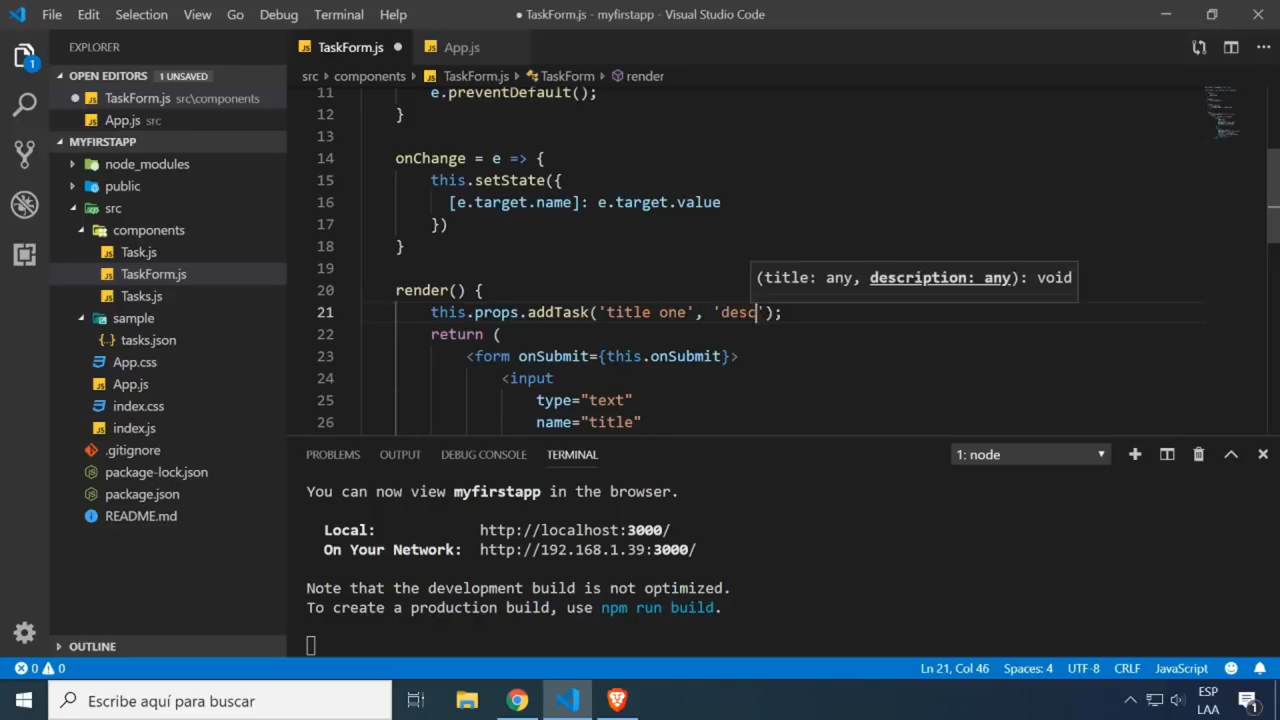 File Edit Selection View Go Debug Terminal Help
● TaskForm.js - myfirstapp - Visual Studio Code
EXPLORER
OPEN EDITORS 1 UNSAVED
TaskForm.js src\components
App.js src
MYFIRSTAPP
node_modules
public
src
components
Task.js
TaskForm.js
Tasks.js
sample
tasks.json
App.css
App.js
index.css
index.js
.gitignore
package-lock.json
package.json
README.md
OUTLINE
JS TaskForm.js ●
JS App.js
src › components › JS TaskForm.js › TaskForm › render
11 e.preventDefault();
12 }
13
14 onChange = e => {
15 this.setState({
16 [e.target.name]: e.target.value
17 })
18 }
19
(title: any, description: any): void
20 render() {
21 this.props.addTask('title one', 'desc');
22 return (
23 <form onSubmit={this.onSubmit}>
24 <input
25 type="text"
26 name="title"
PROBLEMS OUTPUT DEBUG CONSOLE TERMINAL
1: node
You can now view myfirstapp in the browser.
Local: http://localhost:3000/
On Your Network: http://192.168.1.39:3000/
Note that the development build is not optimized.
To create a production build, use npm run build.
0 0
Ln 21, Col 46 Spaces: 4 UTF-8 CRLF JavaScript
Escribe aquí para buscar
ESP
LAA
1